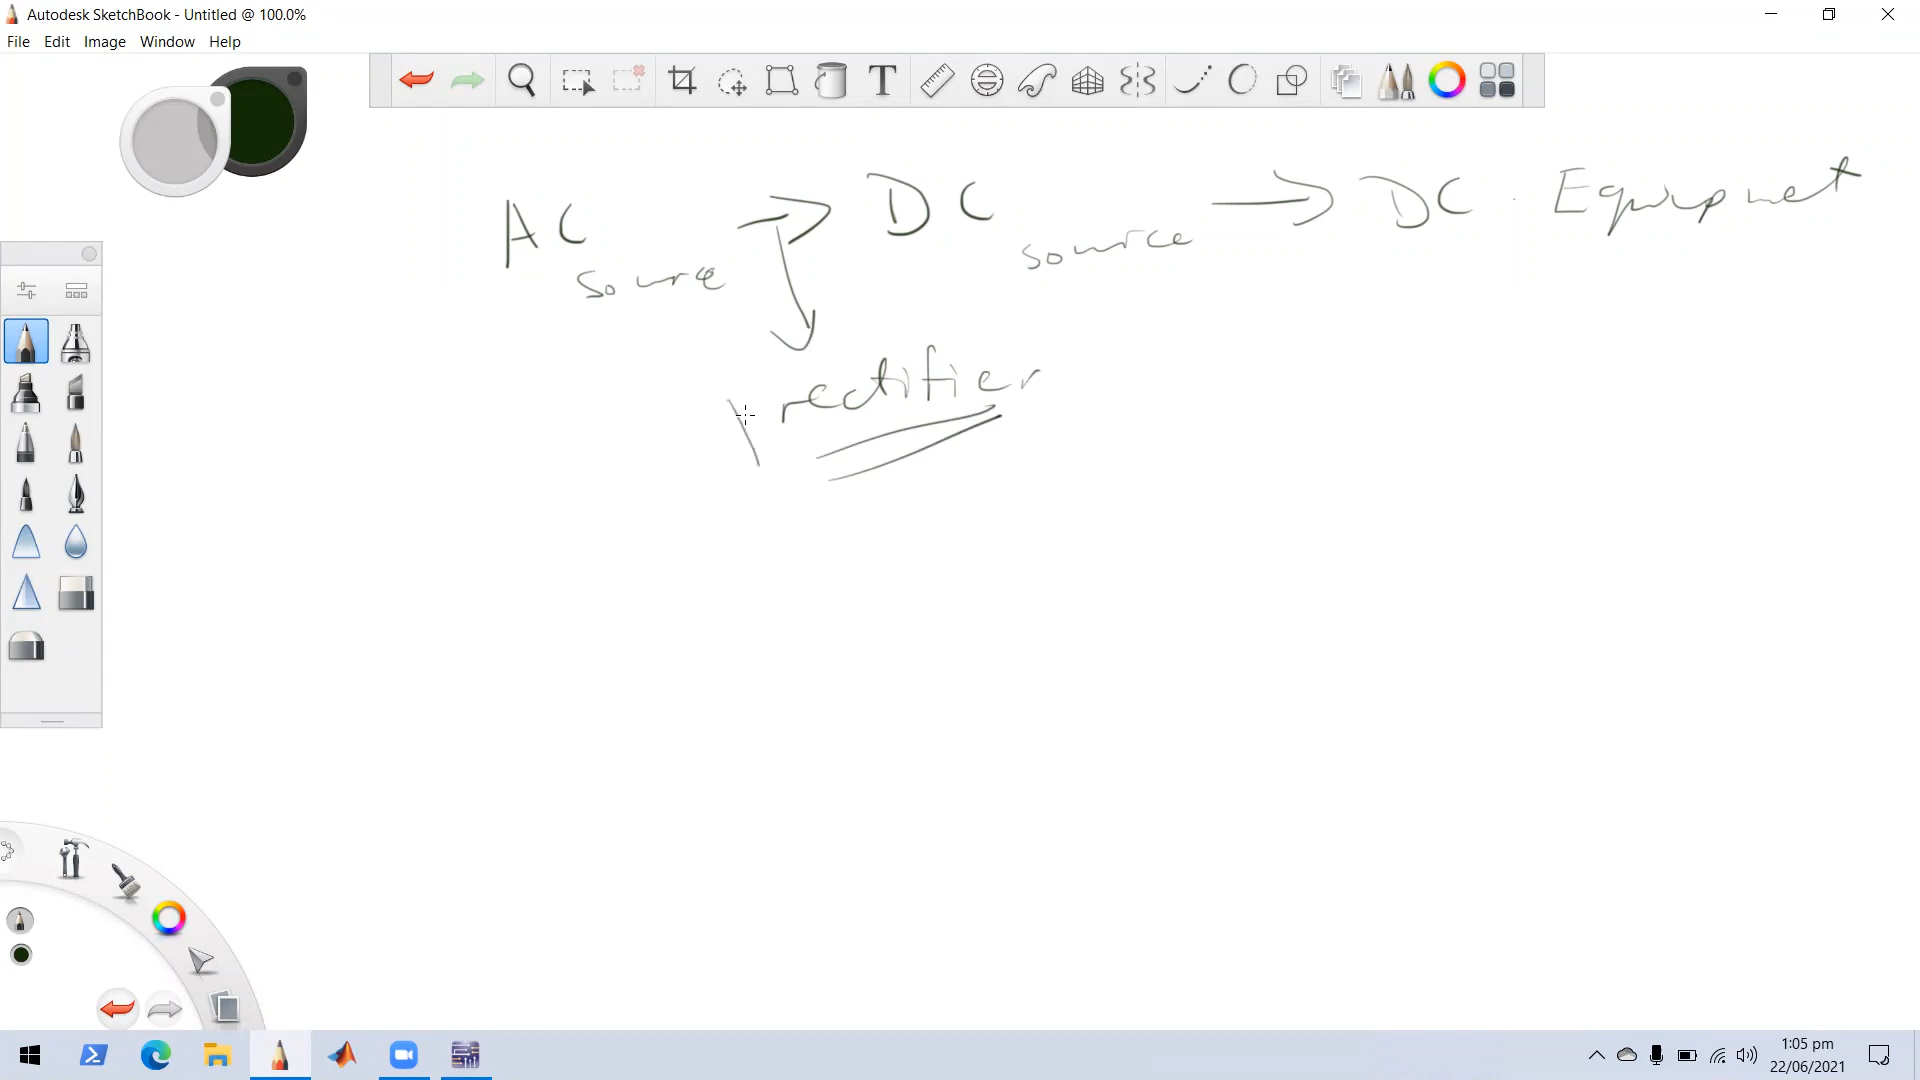 Autodesk SketchBook - Untitled @ 100.0%
File Edit Image Window Help
T
AC source → DC source → DC Equipmet
rectifier
1:05 pm
22/06/2021